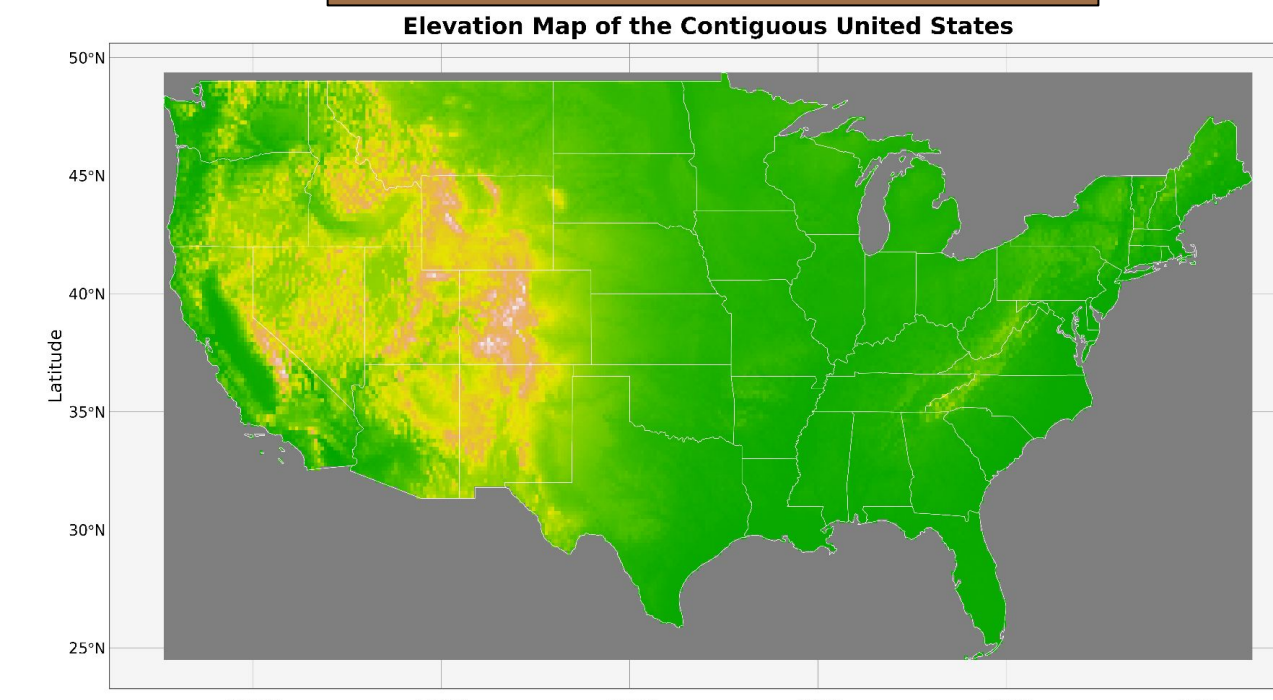 Elevation Map of the Contiguous United States
50°N
45°N
40°N
35°N
30°N
25°N
Latitude